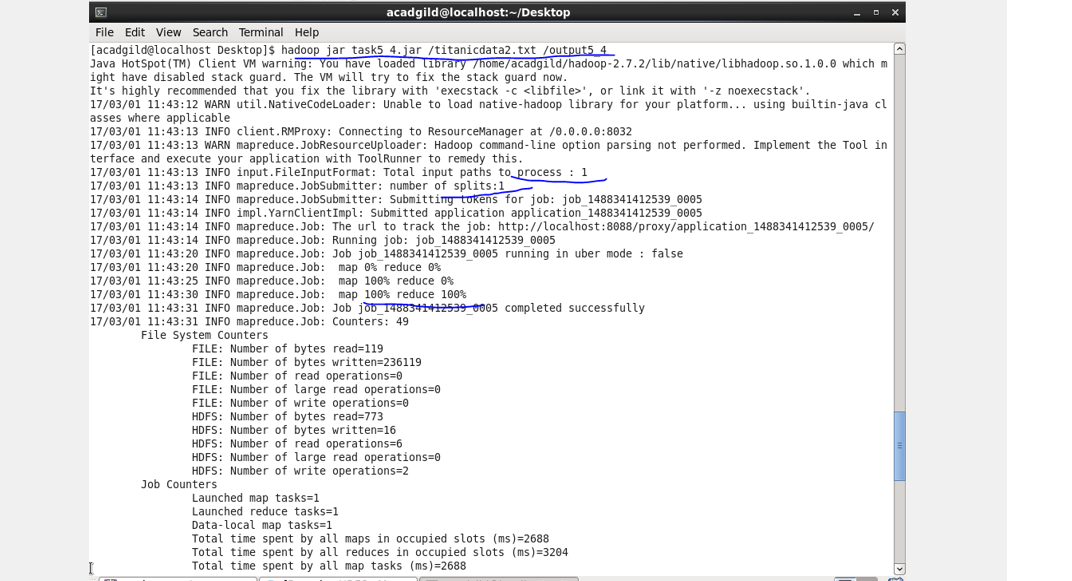 acadgild@localhost:~/Desktop
File Edit View Search Terminal Help
[acadgild@localhost Desktop]$ hadoop jar task5_4.jar /titanicdata2.txt /output5_4
Java HotSpot(TM) Client VM warning: You have loaded library /home/acadgild/hadoop-2.7.2/lib/native/libhadoop.so.1.0.0 which m
ight have disabled stack guard. The VM will try to fix the stack guard now.
It's highly recommended that you fix the library with 'execstack -c <libfile>', or link it with '-z noexecstack'.
17/03/01 11:43:12 WARN util.NativeCodeLoader: Unable to load native-hadoop library for your platform... using builtin-java cl
asses where applicable
17/03/01 11:43:13 INFO client.RMProxy: Connecting to ResourceManager at /0.0.0.0:8032
17/03/01 11:43:13 WARN mapreduce.JobResourceUploader: Hadoop command-line option parsing not performed. Implement the Tool in
terface and execute your application with ToolRunner to remedy this.
17/03/01 11:43:13 INFO input.FileInputFormat: Total input paths to process : 1
17/03/01 11:43:13 INFO mapreduce.JobSubmitter: number of splits:1
17/03/01 11:43:14 INFO mapreduce.JobSubmitter: Submitting tokens for job: job_1488341412539_0005
17/03/01 11:43:14 INFO impl.YarnClientImpl: Submitted application application_1488341412539_0005
17/03/01 11:43:14 INFO mapreduce.Job: The url to track the job: http://localhost:8088/proxy/application_1488341412539_0005/
17/03/01 11:43:14 INFO mapreduce.Job: Running job: job_1488341412539_0005
17/03/01 11:43:20 INFO mapreduce.Job: Job job_1488341412539_0005 running in uber mode : false
17/03/01 11:43:20 INFO mapreduce.Job:  map 0% reduce 0%
17/03/01 11:43:25 INFO mapreduce.Job:  map 100% reduce 0%
17/03/01 11:43:30 INFO mapreduce.Job:  map 100% reduce 100%
17/03/01 11:43:31 INFO mapreduce.Job: Job job_1488341412539_0005 completed successfully
17/03/01 11:43:31 INFO mapreduce.Job: Counters: 49
File System Counters
FILE: Number of bytes read=119
FILE: Number of bytes written=236119
FILE: Number of read operations=0
FILE: Number of large read operations=0
FILE: Number of write operations=0
HDFS: Number of bytes read=773
HDFS: Number of bytes written=16
HDFS: Number of read operations=6
HDFS: Number of large read operations=0
HDFS: Number of write operations=2
Job Counters
Launched map tasks=1
Launched reduce tasks=1
Data-local map tasks=1
Total time spent by all maps in occupied slots (ms)=2688
Total time spent by all reduces in occupied slots (ms)=3204
Total time spent by all map tasks (ms)=2688